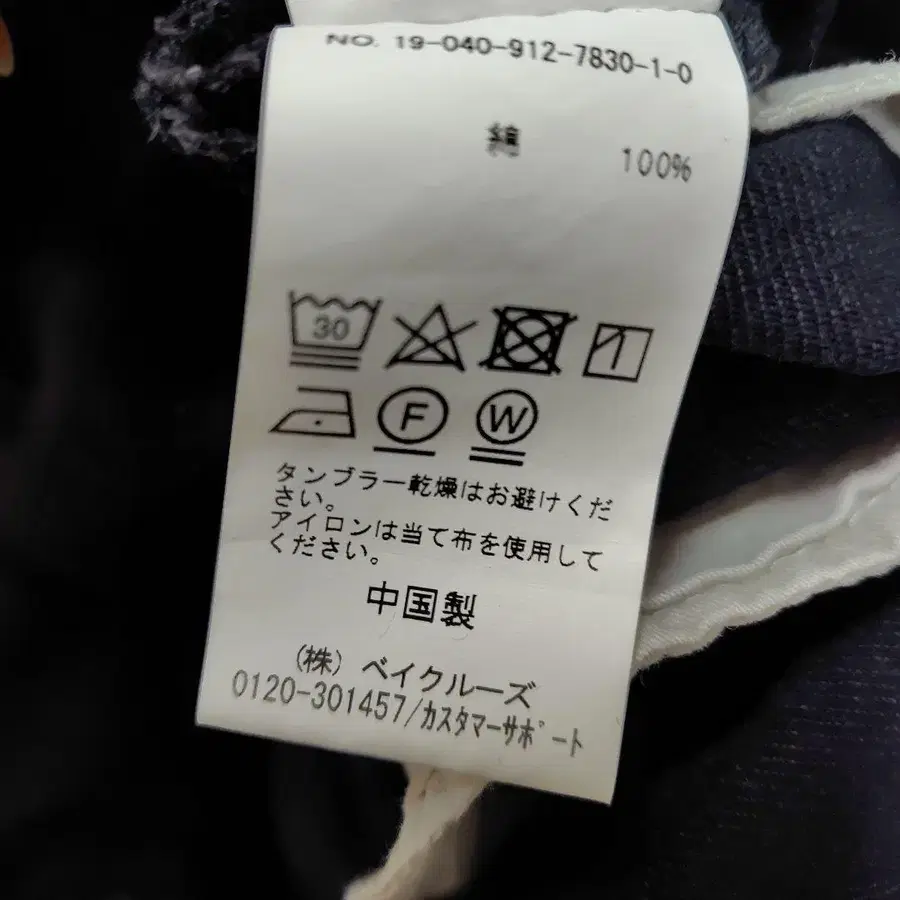 NO. 19-040-912-7830-1-0
綿 100%
30
F W
タンブラー乾燥はお避けくだ
さい。
アイロンは当て布を使用して
ください。
中国製
(株) ベイクルーズ
0120-301457/カスタマーサポート